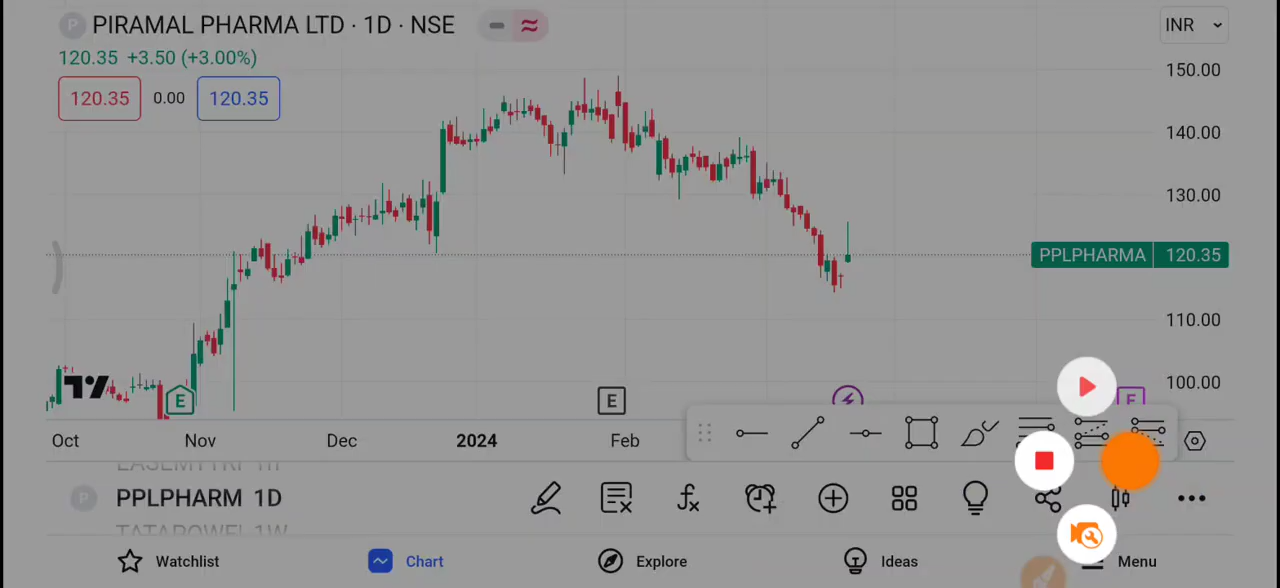 P PIRAMAL PHARMA LTD · 1D · NSE
INR
120.35 +3.50 (+3.00%)
120.35 0.00 120.35
150.00
140.00
130.00
PPLPHARMA 120.35
110.00
100.00
E E
Oct Nov Dec 2024 Feb
P PPLPHARM 1D
Watchlist Chart Explore Ideas Menu